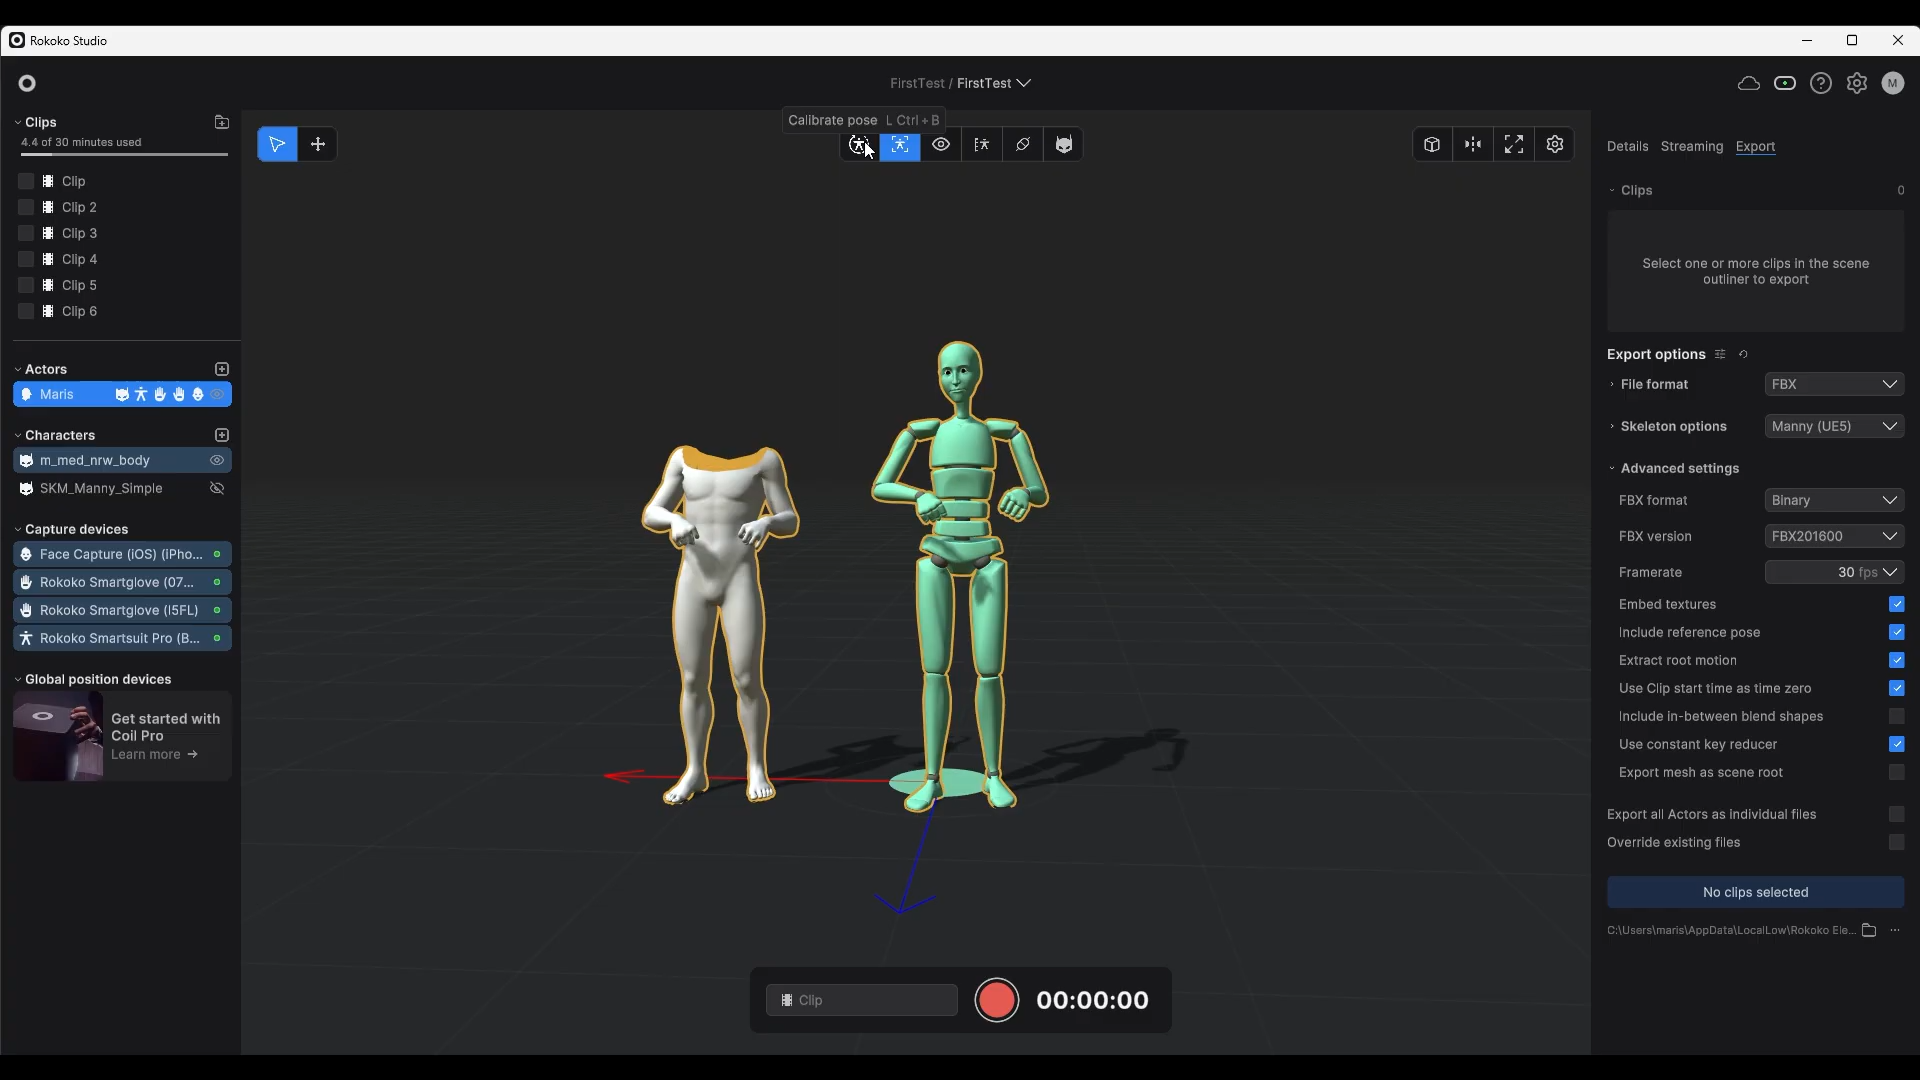 Rokoko Studio
FirstTest / FirstTest
M
Clips
4.4 of 30 minutes used
Clip
Clip 2
Clip 3
Clip 4
Clip 5
Clip 6
Actors
Maris
Characters
m_med_nrw_body
SKM_Manny_Simple
Capture devices
Face Capture (iOS) (iPho...
Rokoko Smartglove (07...
Rokoko Smartglove (I5FL)
Rokoko Smartsuit Pro (B...
Global position devices
Get started with
Coil Pro
Learn more →
Calibrate pose L Ctrl + B
Clip
00:00:00
Details Streaming Export
Clips 0
Select one or more clips in the scene
outliner to export
Export options
File format FBX
Skeleton options Manny (UE5)
Advanced settings
FBX format Binary
FBX version FBX201600
Framerate 30 fps
Embed textures
Include reference pose
Extract root motion
Use Clip start time as time zero
Include in-between blend shapes
Use constant key reducer
Export mesh as scene root
Export all Actors as individual files
Override existing files
No clips selected
C:\Users\maris\AppData\LocalLow\Rokoko Ele...